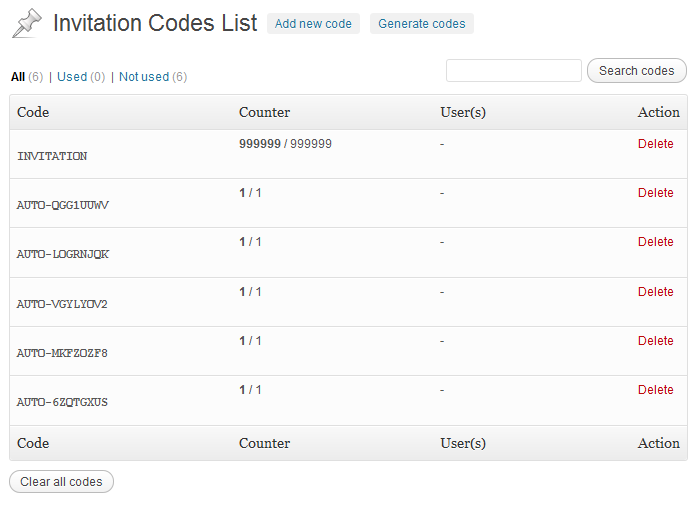 Invitation Codes List Add new code Generate codes
All (6) | Used (0) | Not used (6) Search codes
Code Counter User(s) Action
INVITATION 999999 / 999999 - Delete
AUTO-QGG1UUWV 1 / 1 - Delete
AUTO-LOGRNJQK 1 / 1 - Delete
AUTO-VGYLYOV2 1 / 1 - Delete
AUTO-MKFZOZF8 1 / 1 - Delete
AUTO-6ZQTGXUS 1 / 1 - Delete
Code Counter User(s) Action
Clear all codes